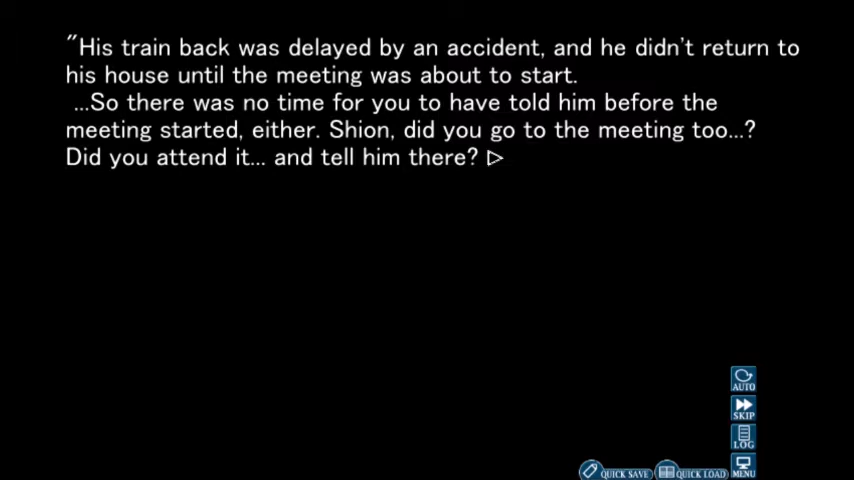 "His train back was delayed by an accident, and he didn't return to
his house until the meeting was about to start.
...So there was no time for you to have told him before the
meeting started, either. Shion, did you go to the meeting too...?
Did you attend it... and tell him there? ▷
AUTO
SKIP
LOG
MENU
QUICK SAVE
QUICK LOAD